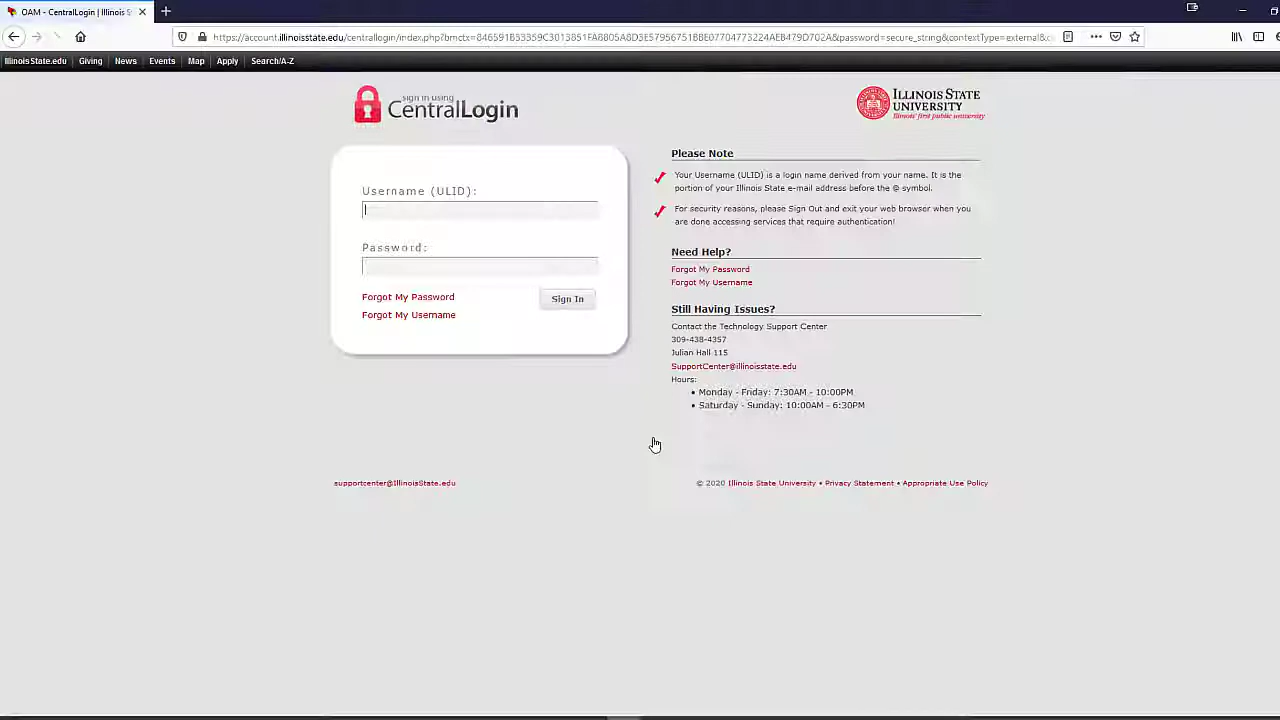 OAM - CentralLogin | Illinois S
https://account.illinoisstate.edu/centrallogin/index.php?
IllinoisState.edu Giving News Events Map Apply Search/A-Z
sign in using
CentralLogin
ILLINOIS STATE
UNIVERSITY
Illinois' first public university
Username (ULID):
Password:
Forgot My Password
Sign In
Forgot My Username
Please Note
Your Username (ULID) is a login name derived from your name. It is the
portion of your Illinois State e-mail address before the @ symbol.
For security reasons, please Sign Out and exit your web browser when you
are done accessing services that require authentication!
Need Help?
Forgot My Password
Forgot My Username
Still Having Issues?
Contact the Technology Support Center
309-438-4357
Julian Hall 115
SupportCenter@illinoisstate.edu
Hours:
• Monday - Friday: 7:30AM - 10:00PM
• Saturday - Sunday: 10:00AM - 6:30PM
supportcenter@IllinoisState.edu
© 2020 Illinois State University • Privacy Statement • Appropriate Use Policy